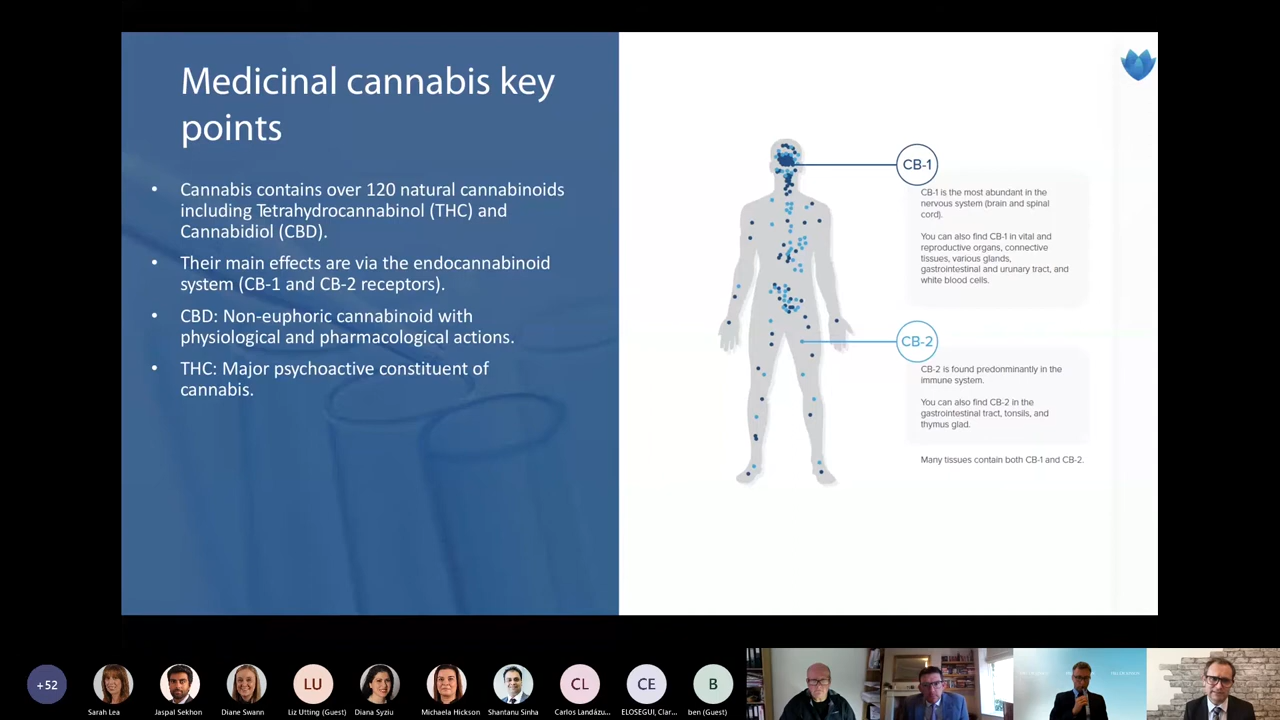 Medicinal cannabis key
points
• Cannabis contains over 120 natural cannabinoids
including Tetrahydrocannabinol (THC) and
Cannabidiol (CBD).
• Their main effects are via the endocannabinoid
system (CB-1 and CB-2 receptors).
• CBD: Non-euphoric cannabinoid with
physiological and pharmacological actions.
• THC: Major psychoactive constituent of
cannabis.
CB-1
CB-1 is the most abundant in the
nervous system (brain and spinal
cord).
You can also find CB-1 in vital and
reproductive organs, connective
tissues, various glands,
gastrointestinal and urunary tract, and
white blood cells.
CB-2
CB-2 is found predonminantly in the
immune system.
You can also find CB-2 in the
gastrointestinal tract, tonsils, and
thymus glad.
Many tissues contain both CB-1 and CB-2.
+52
LU
CL
CE
B
Sarah Lea
Jaspal Sekhon
Diane Swann
Liz Utting (Guest)
Diana Syziu
Michaela Hickson
Shantanu Sinha
Carlos Landázu...
ELOSEGUI, Clar...
ben (Guest)